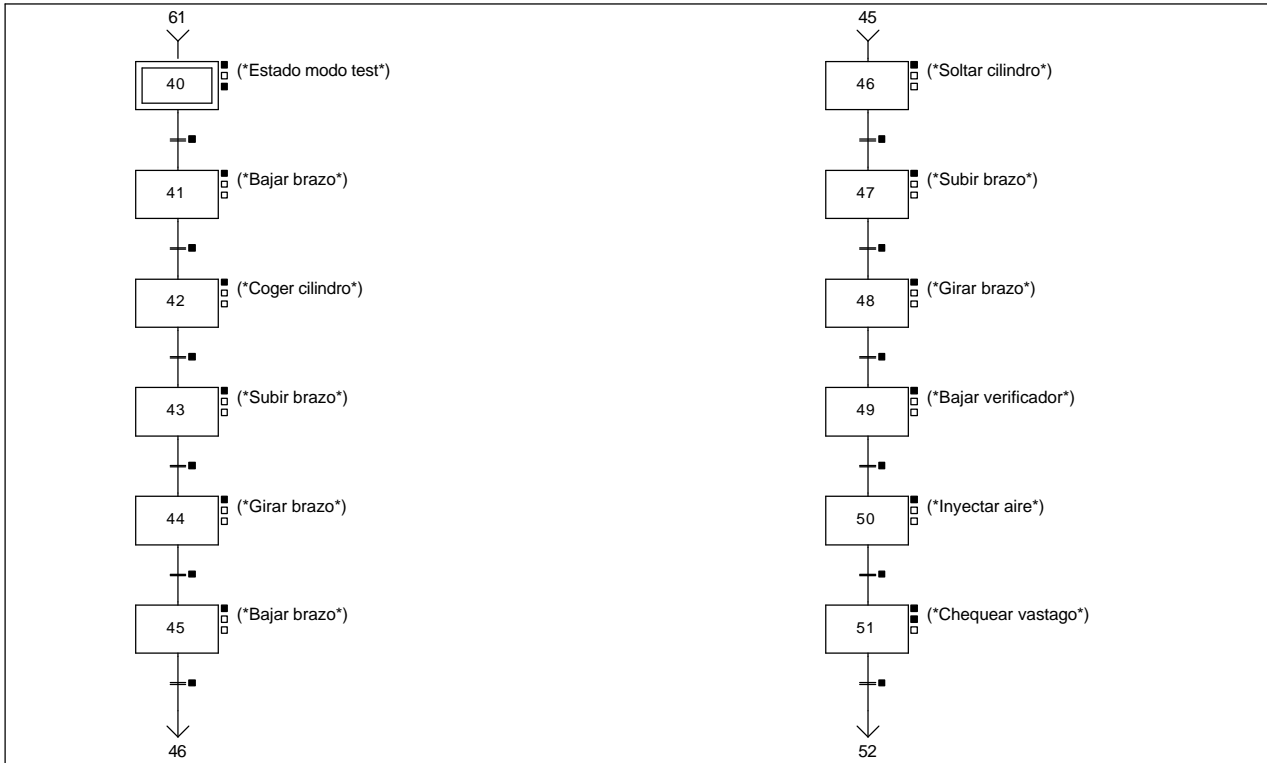 61
40 (*Estado modo test*)
41 (*Bajar brazo*)
42 (*Coger cilindro*)
43 (*Subir brazo*)
44 (*Girar brazo*)
45 (*Bajar brazo*)
46
45
46 (*Soltar cilindro*)
47 (*Subir brazo*)
48 (*Girar brazo*)
49 (*Bajar verificador*)
50 (*Inyectar aire*)
51 (*Chequear vastago*)
52